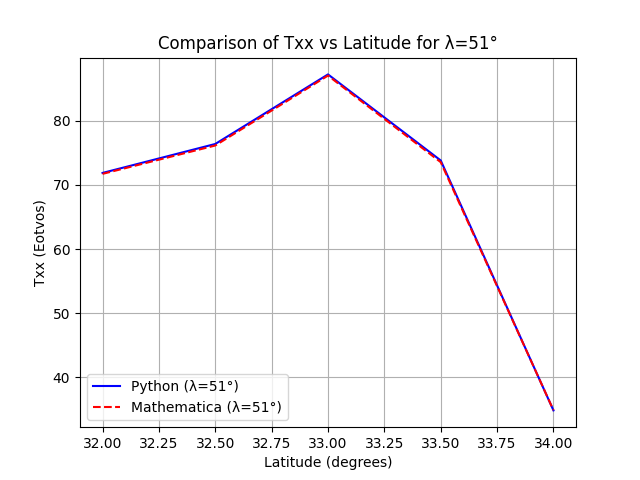 Comparison of Txx vs Latitude for λ=51°
Txx (Eotvos)
80
70
60
50
40
Python (λ=51°)
Mathematica (λ=51°)
32.00 32.25 32.50 32.75 33.00 33.25 33.50 33.75 34.00
Latitude (degrees)